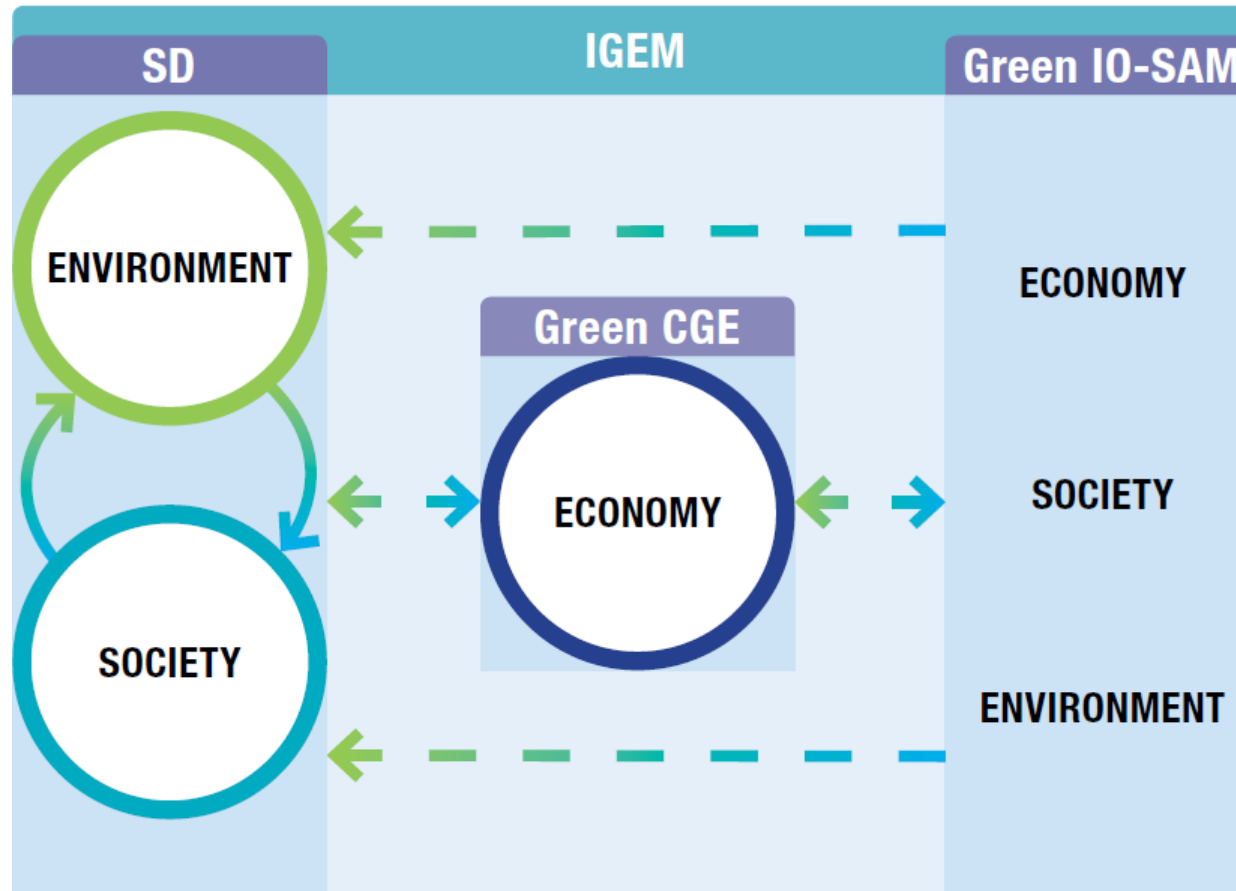 IGEM
SD
Green IO-SAM
ENVIRONMENT
ECONOMY
Green CGE
ECONOMY
SOCIETY
SOCIETY
ENVIRONMENT